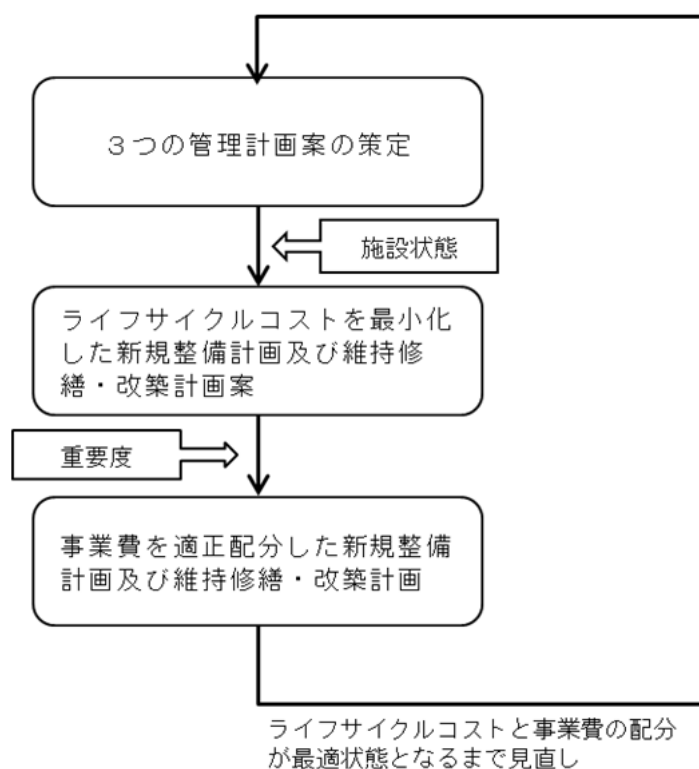 ３つの管理計画案の策定
施設状態
ライフサイクルコストを最小化
した新規整備計画及び維持修
繕・改築計画案
重要度
事業費を適正配分した新規整備
計画及び維持修繕・改築計画
ライフサイクルコストと事業費の配分
が最適状態となるまで見直し